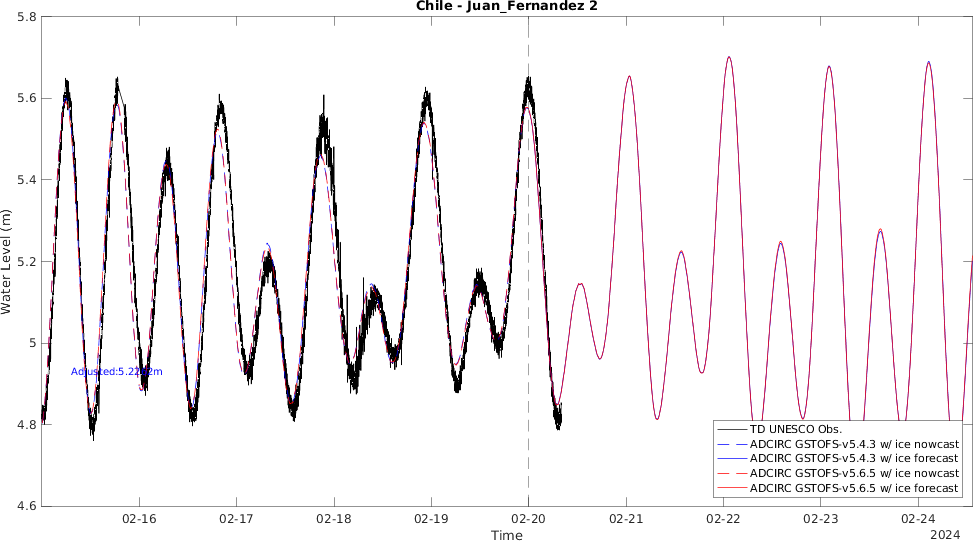 Chile - Juan_Fernandez 2
5.8
5.6
5.4
5.2
5
4.8
4.6
Water Level (m)
02-16
02-17
02-18
02-19
02-20
02-21
02-22
02-23
02-24
Time
2024
TD UNESCO Obs.
ADCIRC GSTOFS-v5.4.3 w/ ice nowcast
ADCIRC GSTOFS-v5.4.3 w/ ice forecast
ADCIRC GSTOFS-v5.6.5 w/ ice nowcast
ADCIRC GSTOFS-v5.6.5 w/ ice forecast